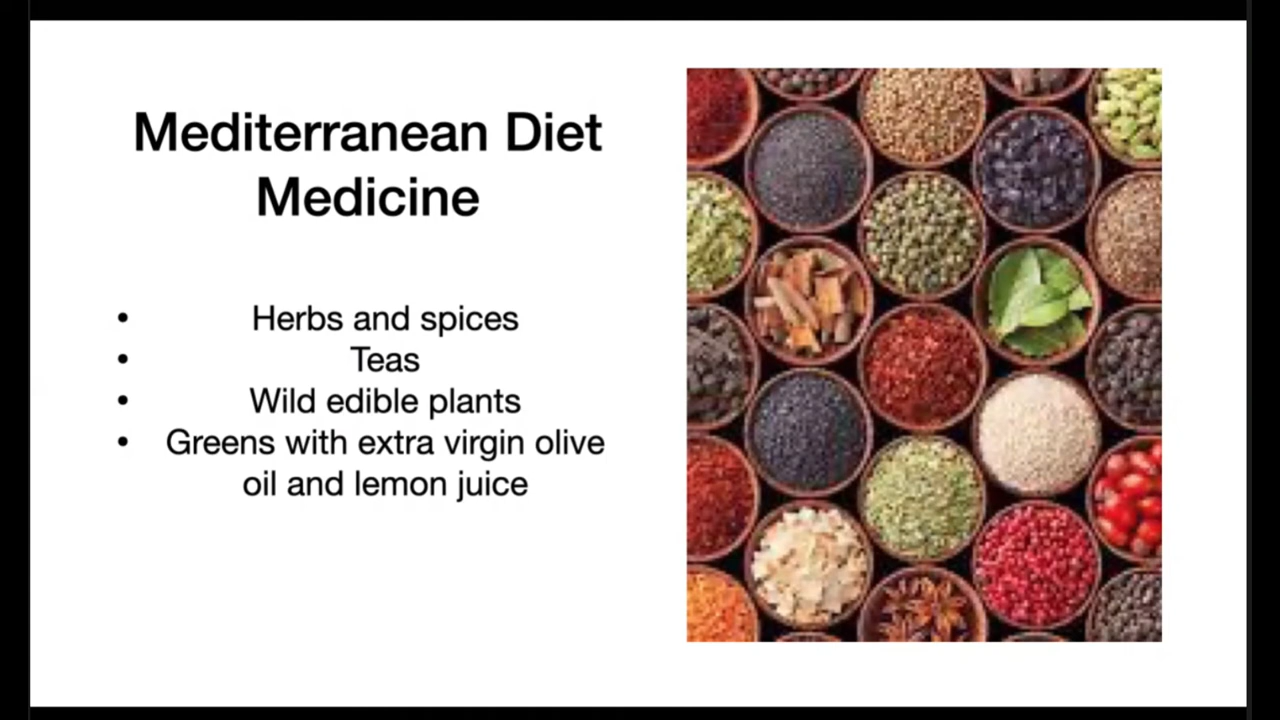 Mediterranean Diet
Medicine
• Herbs and spices
• Teas
• Wild edible plants
• Greens with extra virgin olive
oil and lemon juice